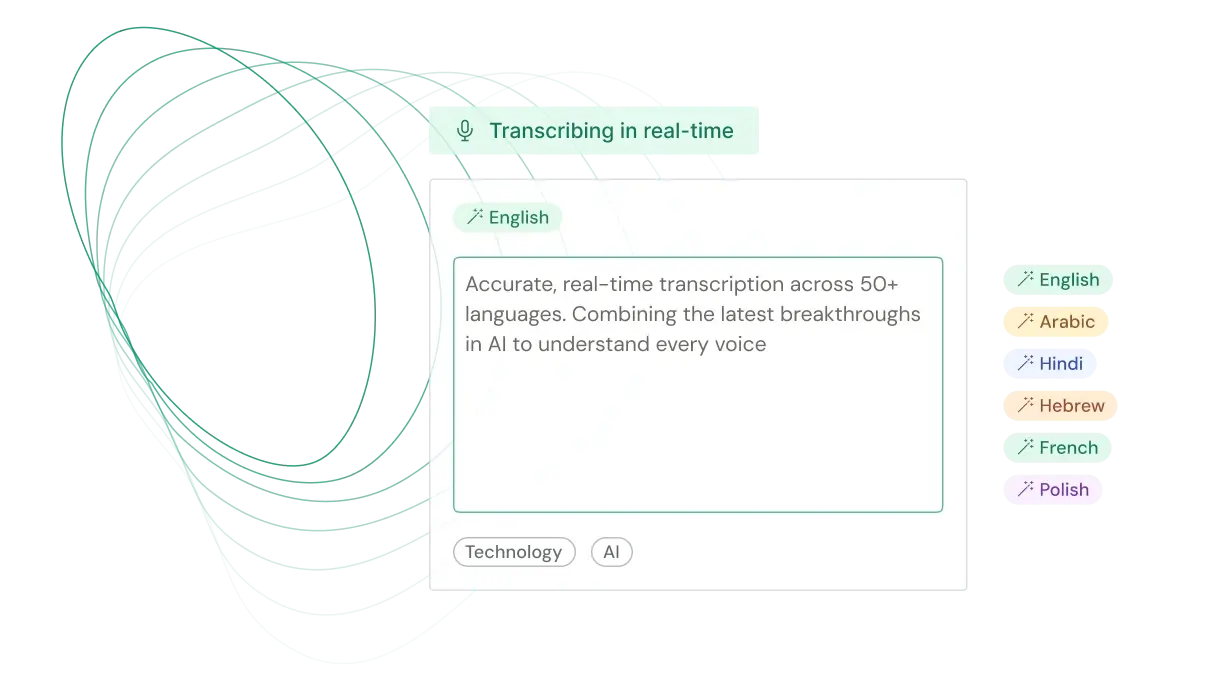 Transcribing in real-time
English
Accurate, real-time transcription across 50+
languages. Combining the latest breakthroughs
in AI to understand every voice
Technology
AI
English
Arabic
Hindi
Hebrew
French
Polish